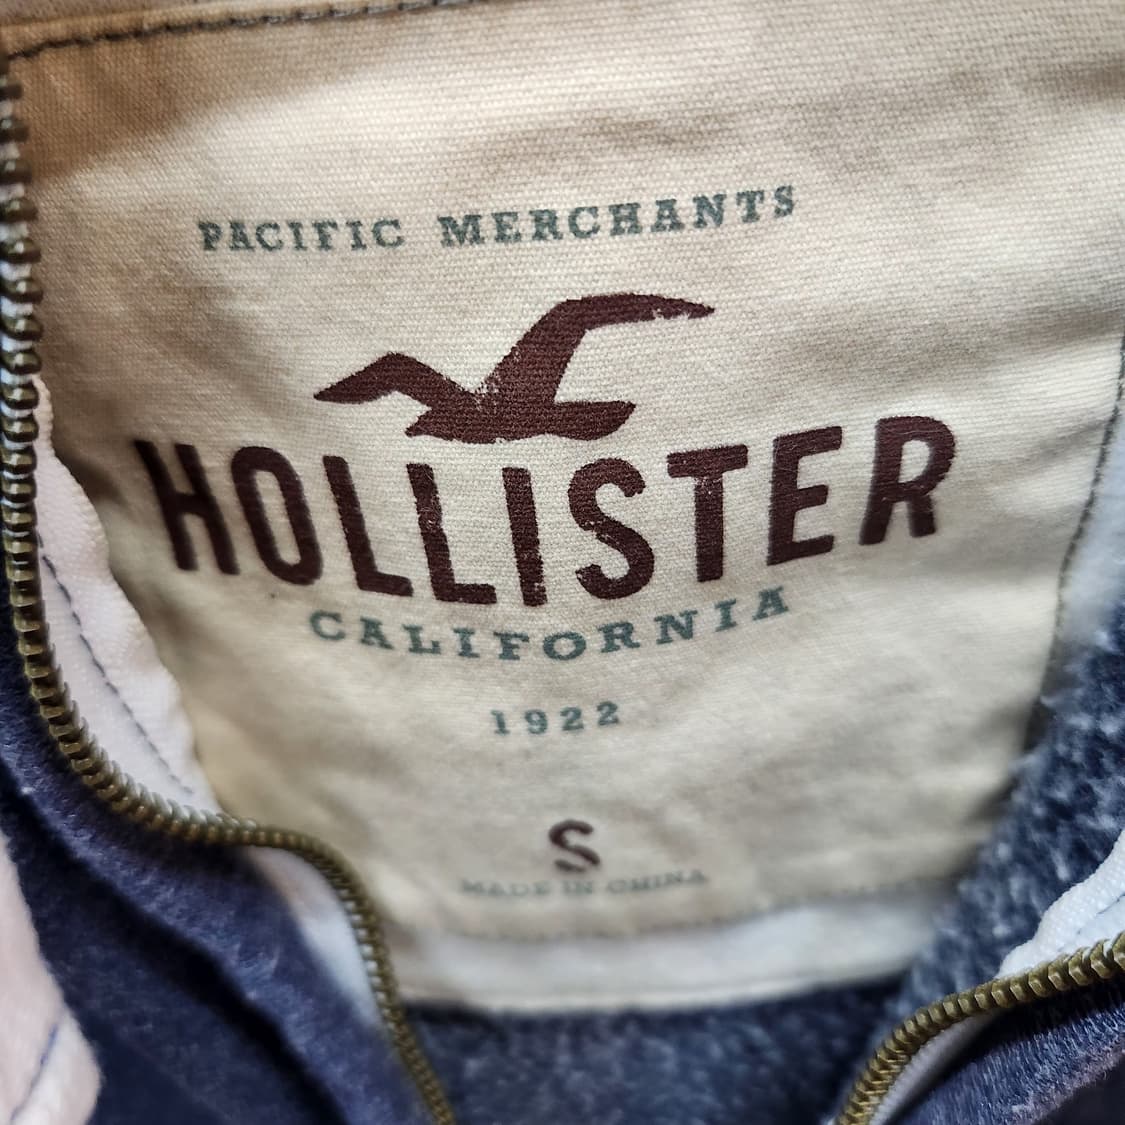 PACIFIC MERCHANTS
HOLLISTER
CALIFORNIA
1922
S
MADE IN CHINA